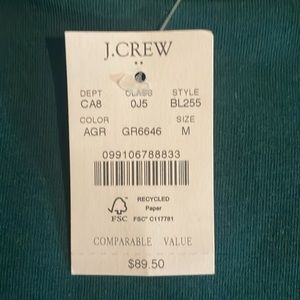 J.CREW
DEPT CLASS STYLE
CA8 0J5 BL255
COLOR SIZE
AGR GR6646 M
099106788833
RECYCLED
Paper
FSC® C117781
FSC
COMPARABLE VALUE
$89.50